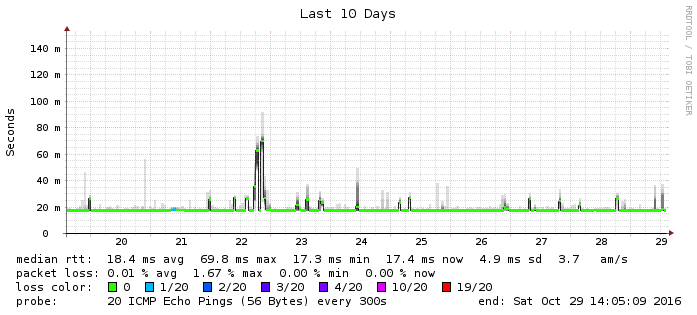 Last 10 Days
RRDTOOL / TOBI OETIKER
Seconds
140 m
120 m
100 m
80 m
60 m
40 m
20 m
0
20 21 22 23 24 25 26 27 28 29
median rtt: 18.4 ms avg 69.8 ms max 17.3 ms min 17.4 ms now 4.9 ms sd 3.7 am/s
packet loss: 0.01 % avg 1.67 % max 0.00 % min 0.00 % now
loss color: 0 1/20 2/20 3/20 4/20 10/20 19/20
probe: 20 ICMP Echo Pings (56 Bytes) every 300s end: Sat Oct 29 14:05:09 2016